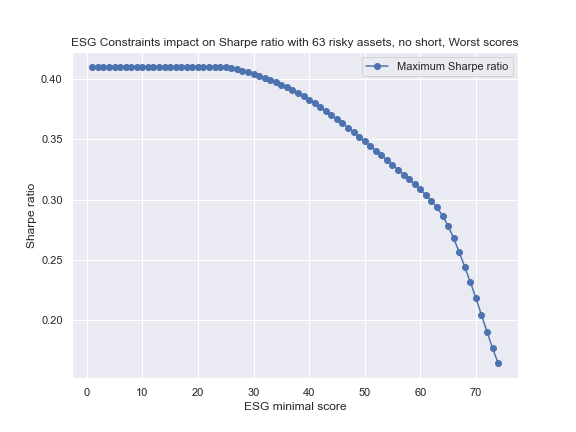 ESG Constraints impact on Sharpe ratio with 63 risky assets, no short, Worst scores
Maximum Sharpe ratio
0.40
0.35
0.30
0.25
0.20
Sharpe ratio
0 10 20 30 40 50 60 70
ESG minimal score